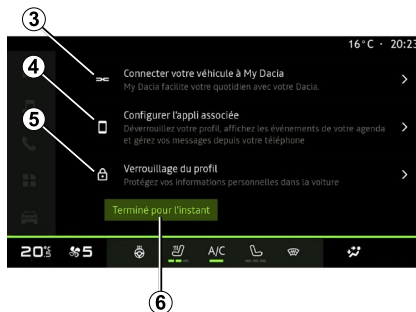 3
16°C · 20:23
Connecter votre véhicule à My Dacia
My Dacia facilite votre quotidien avec votre Dacia.
4
Configurer l'appli associée
Déverrouillez votre profil, affichez les événements de votre agenda
et gérez vos messages depuis votre téléphone
5
Verrouillage du profil
Protégez vos informations personnelles dans la voiture
Terminé pour l'instant
20 5 A/C
6